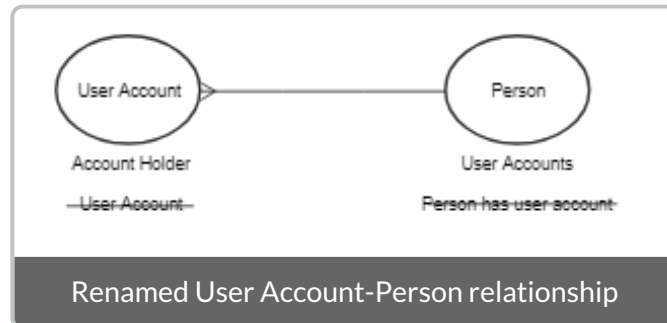 User Account
Person
Account Holder
User Accounts
User Account
Person has user account
Renamed User Account-Person relationship